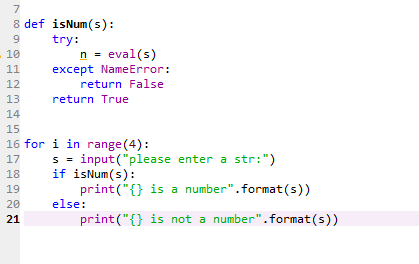 7
8 def isNum(s):
9     try:
10         n = eval(s)
11     except NameError:
12         return False
13     return True
14
15
16 for i in range(4):
17     s = input("please enter a str:")
18     if isNum(s):
19         print("{} is a number".format(s))
20     else:
21         print("{} is not a number".format(s))